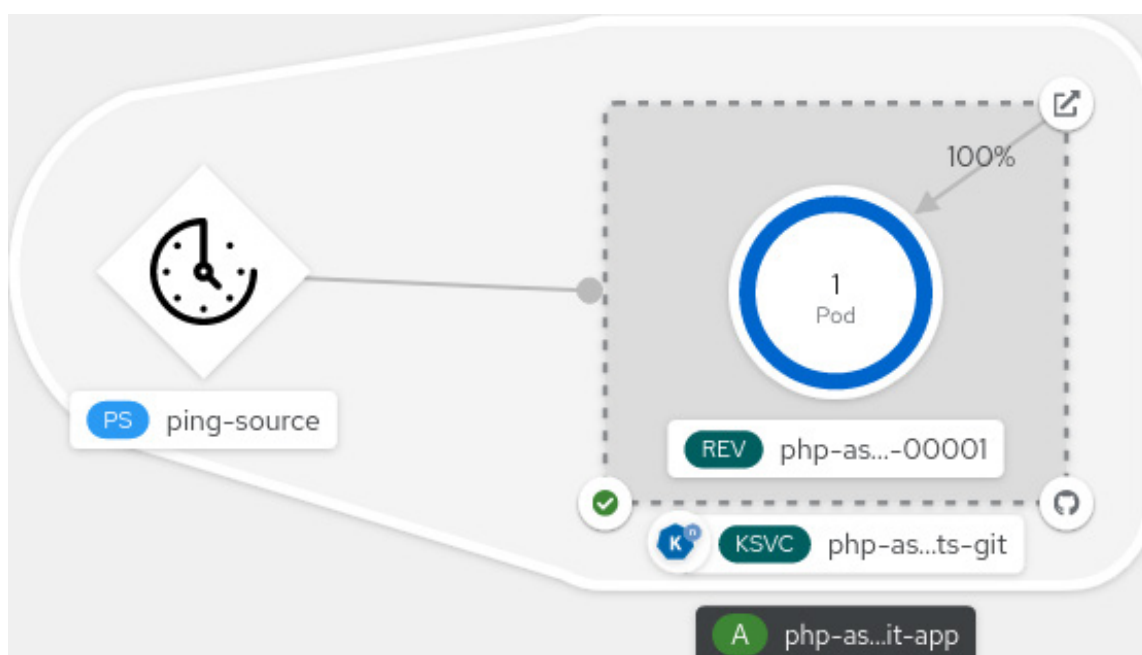 100%
1
Pod
PS ping-source
REV php-as...-00001
K n KSVC php-as...ts-git
A php-as...it-app